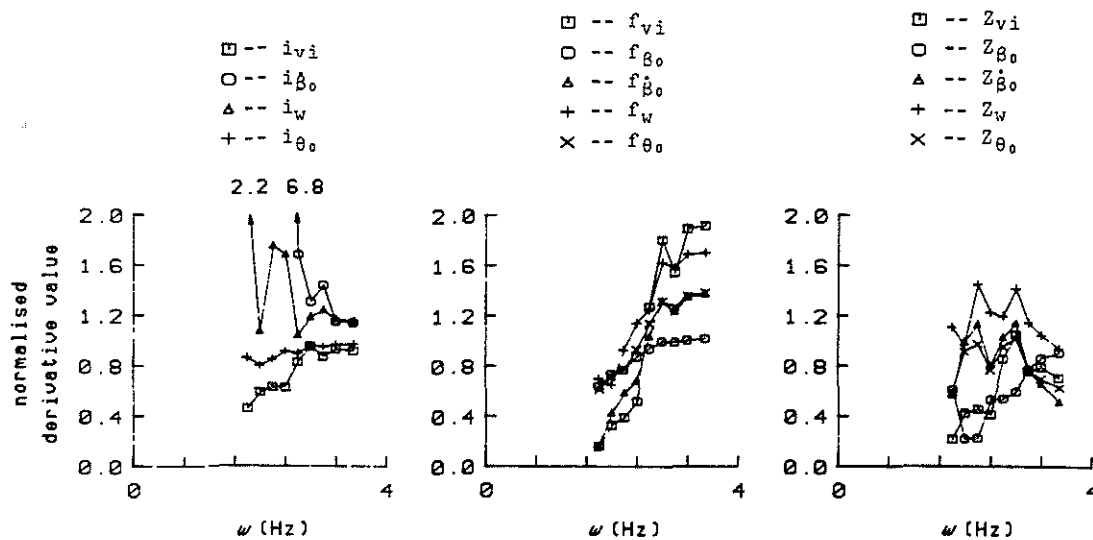 □ -- i_vi
○ -- i_β̇₀
△ -- i_w
+ -- i_θ₀
□ -- f_vi
○ -- f_β₀
△ -- f_β̇₀
+ -- f_w
× -- f_θ₀
□ -- Z_vi
○ -- Z_β₀
△ -- Z_β̇₀
+ -- Z_w
× -- Z_θ₀
2.2 6.8
normalised
derivative value
2.0
1.6
1.2
0.8
0.4
0.0
0 4
ω (Hz)
2.0
1.6
1.2
0.8
0.4
0.0
0 4
ω (Hz)
2.0
1.6
1.2
0.8
0.4
0.0
0 4
ω (Hz)